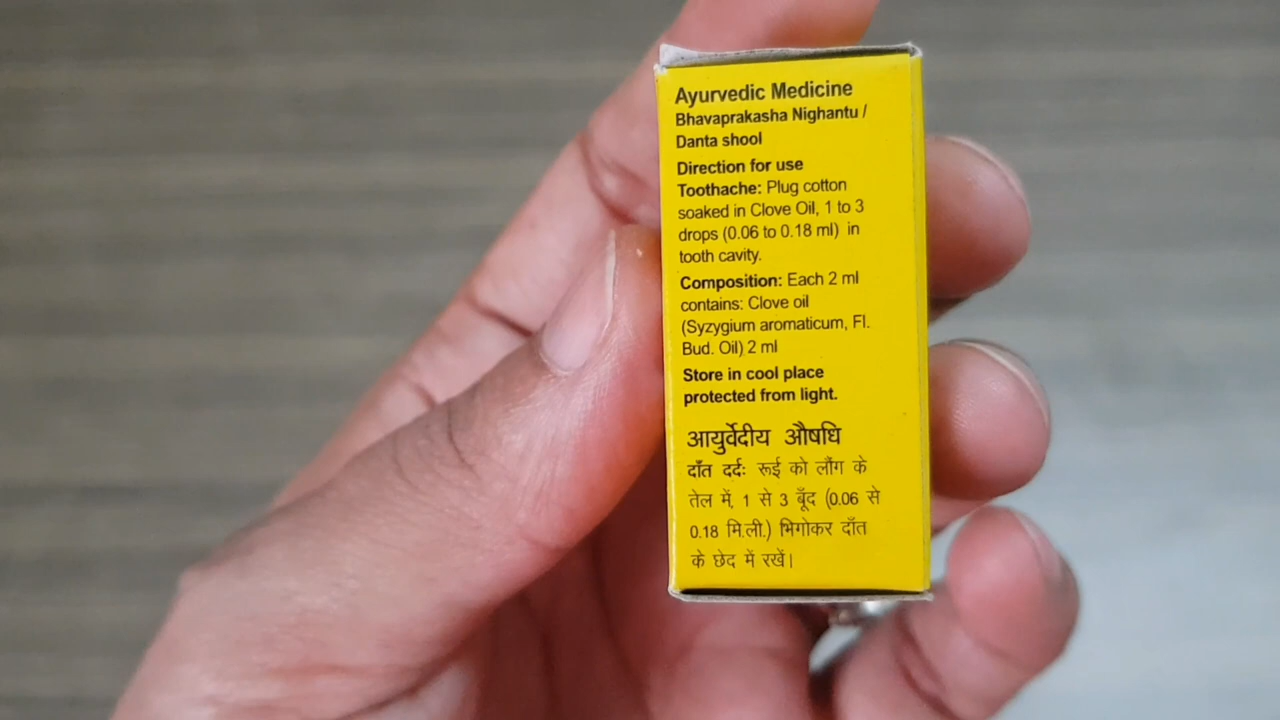 Ayurvedic Medicine
Bhavaprakasha Nighantu /
Danta shool
Direction for use
Toothache: Plug cotton
soaked in Clove Oil, 1 to 3
drops (0.06 to 0.18 ml) in
tooth cavity.
Composition: Each 2 ml
contains: Clove oil
(Syzygium aromaticum, Fl.
Bud. Oil) 2 ml
Store in cool place
protected from light.
आयुर्वेदीय औषधि
दाँत दर्दः रूई को लौंग के
तेल में, 1 से 3 बूँद (0.06 से
0.18 मि.ली.) भिगोकर दाँत
के छेद में रखें।